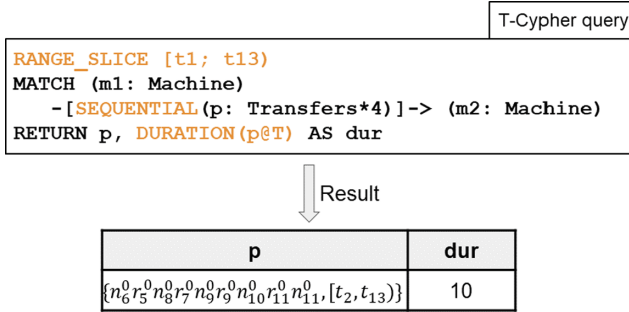 T-Cypher query
RANGE_SLICE [t1; t13)
MATCH (m1: Machine)
-[SEQUENTIAL(p: Transfers*4)]-> (m2: Machine)
RETURN p, DURATION(p@T) AS dur
Result
p dur
{n₆⁰r₅⁰n₈⁰r₇⁰n₉⁰r₉⁰n₁₀⁰r₁₁⁰n₁₁⁰,[t₂,t₁₃)} 10